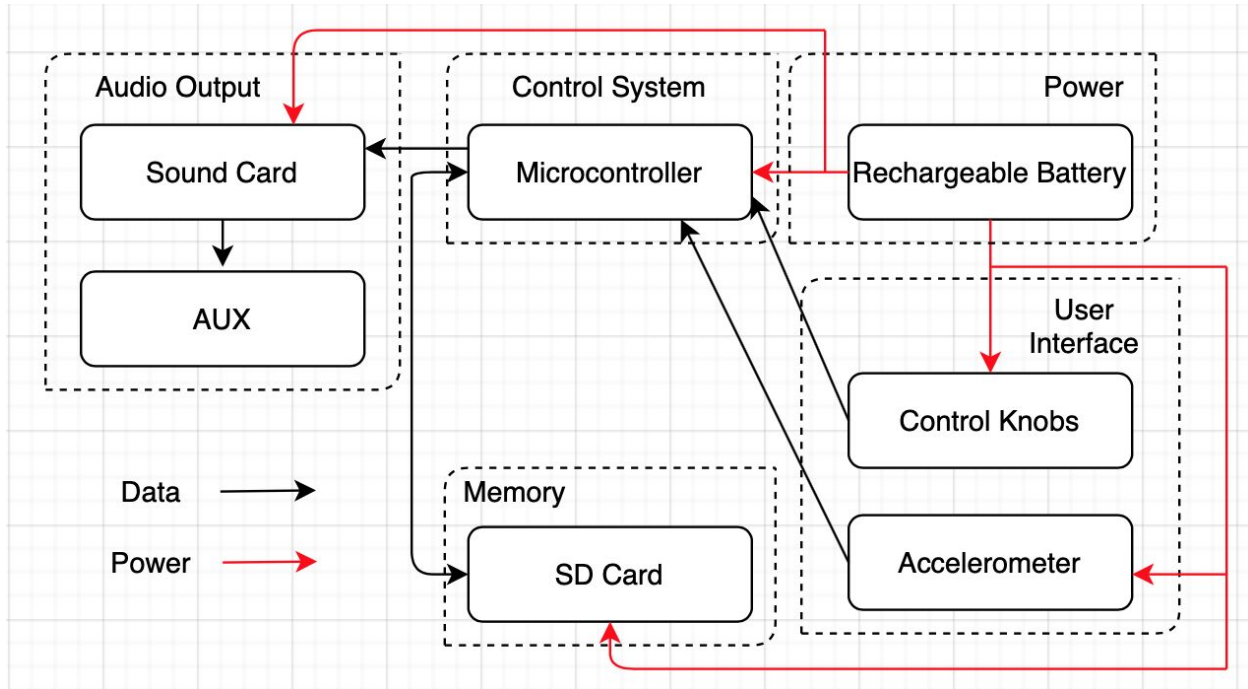 Audio Output
Control System
Power
Sound Card
Microcontroller
Rechargeable Battery
AUX
User
Interface
Control Knobs
Data
Memory
Power
SD Card
Accelerometer